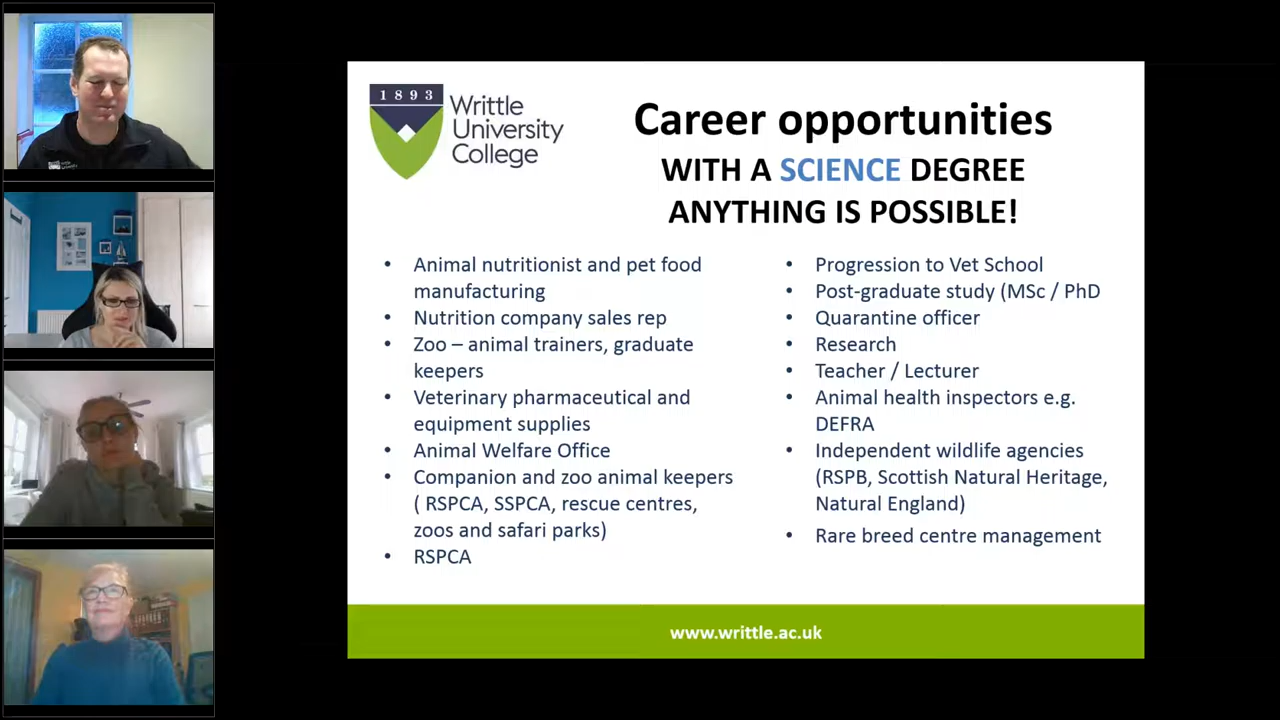 1893
Writtle
University
College
Career opportunities
WITH A SCIENCE DEGREE
ANYTHING IS POSSIBLE!
• Animal nutritionist and pet food
manufacturing
• Nutrition company sales rep
• Zoo – animal trainers, graduate
keepers
• Veterinary pharmaceutical and
equipment supplies
• Animal Welfare Office
• Companion and zoo animal keepers
( RSPCA, SSPCA, rescue centres,
zoos and safari parks)
• RSPCA
• Progression to Vet School
• Post-graduate study (MSc / PhD
• Quarantine officer
• Research
• Teacher / Lecturer
• Animal health inspectors e.g.
DEFRA
• Independent wildlife agencies
(RSPB, Scottish Natural Heritage,
Natural England)
• Rare breed centre management
www.writtle.ac.uk